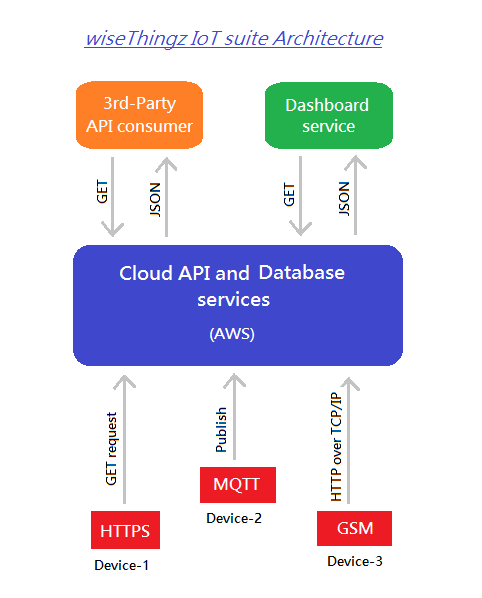 wiseThingz IoT suite Architecture
3rd-Party
API consumer
Dashboard
service
GET
JSON
GET
JSON
Cloud API and Database
services
(AWS)
GET request
Publish
HTTP over TCP/IP
MQTT
Device-2
HTTPS
Device-1
GSM
Device-3